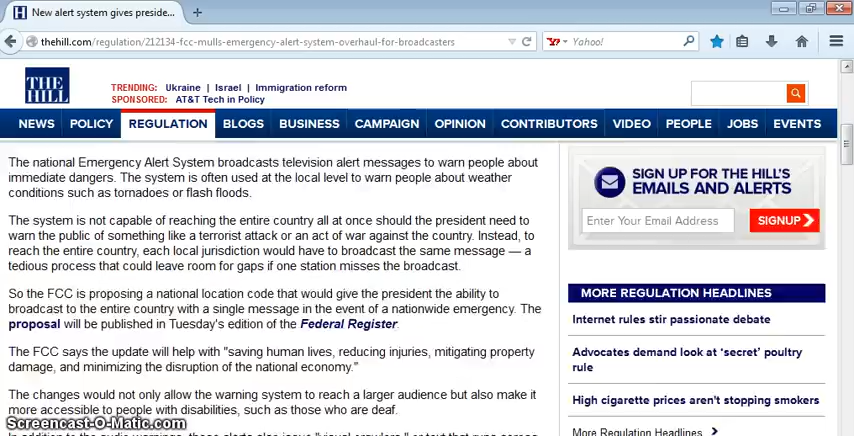 New alert system gives preside...
thehill.com/regulation/212134-fcc-mulls-emergency-alert-system-overhaul-for-broadcasters
Yahoo!
THE HILL
TRENDING: Ukraine | Israel | Immigration reform
SPONSORED: AT&T Tech in Policy
NEWS POLICY REGULATION BLOGS BUSINESS CAMPAIGN OPINION CONTRIBUTORS VIDEO PEOPLE JOBS EVENTS
The national Emergency Alert System broadcasts television alert messages to warn people about
immediate dangers. The system is often used at the local level to warn people about weather
conditions such as tornadoes or flash floods.
The system is not capable of reaching the entire country all at once should the president need to
warn the public of something like a terrorist attack or an act of war against the country. Instead, to
reach the entire country, each local jurisdiction would have to broadcast the same message — a
tedious process that could leave room for gaps if one station misses the broadcast.
So the FCC is proposing a national location code that would give the president the ability to
broadcast to the entire country with a single message in the event of a nationwide emergency. The
proposal will be published in Tuesday's edition of the Federal Register.
The FCC says the update will help with "saving human lives, reducing injuries, mitigating property
damage, and minimizing the disruption of the national economy."
The changes would not only allow the warning system to reach a larger audience but also make it
more accessible to people with disabilities, such as those who are deaf.
SIGN UP FOR THE HILL'S
EMAILS AND ALERTS
Enter Your Email Address
SIGNUP
MORE REGULATION HEADLINES
Internet rules stir passionate debate
Advocates demand look at ‘secret’ poultry
rule
High cigarette prices aren't stopping smokers
More Regulation Headlines
Screencast-O-Matic.com